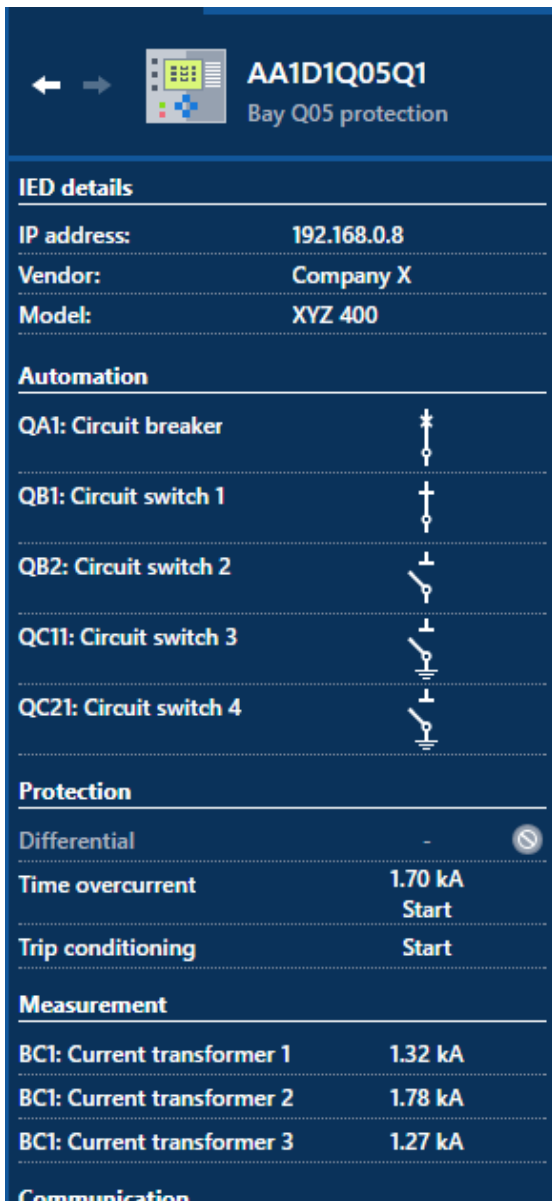 AA1D1Q05Q1
Bay Q05 protection
IED details
IP address: 192.168.0.8
Vendor: Company X
Model: XYZ 400
Automation
QA1: Circuit breaker
QB1: Circuit switch 1
QB2: Circuit switch 2
QC11: Circuit switch 3
QC21: Circuit switch 4
Protection
Differential -
Time overcurrent 1.70 kA
Start
Trip conditioning Start
Measurement
BC1: Current transformer 1 1.32 kA
BC1: Current transformer 2 1.78 kA
BC1: Current transformer 3 1.27 kA
Communication